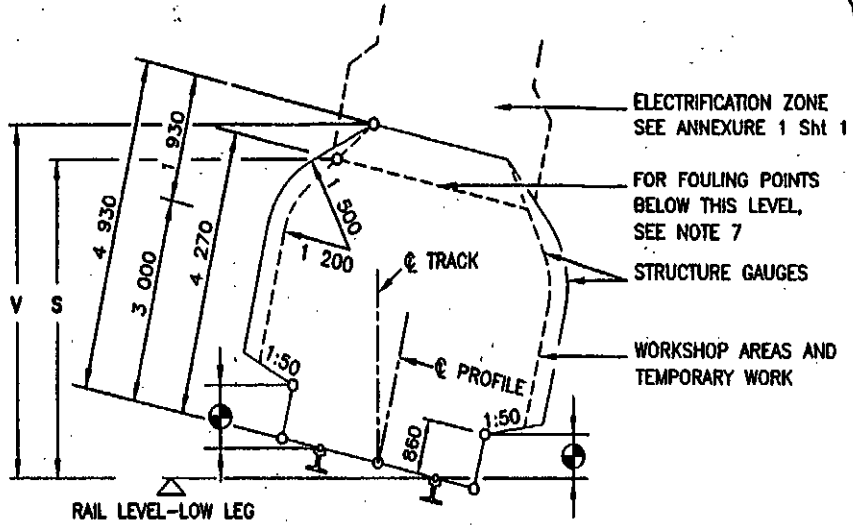 ELECTRIFICATION ZONE
SEE ANNEXURE 1 Sht 1
FOR FOULING POINTS
BELOW THIS LEVEL,
SEE NOTE 7
STRUCTURE GAUGES
WORKSHOP AREAS AND
TEMPORARY WORK
1 930
4 930
3 000
4 270
V
S
1 500
1 200
℄ TRACK
℄ PROFILE
1:50
1:50
860
RAIL LEVEL-LOW LEG